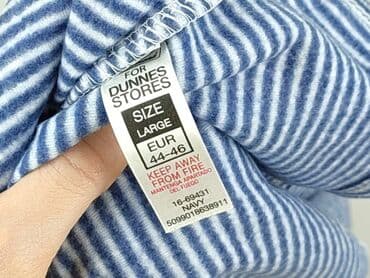 FOR
DUNNES
STORES
SIZE
LARGE
EUR
44-46
KEEP AWAY
FROM FIRE
MANTENGA APARTADO
DEL FUEGO
16-69431
NAVY
5099018638911